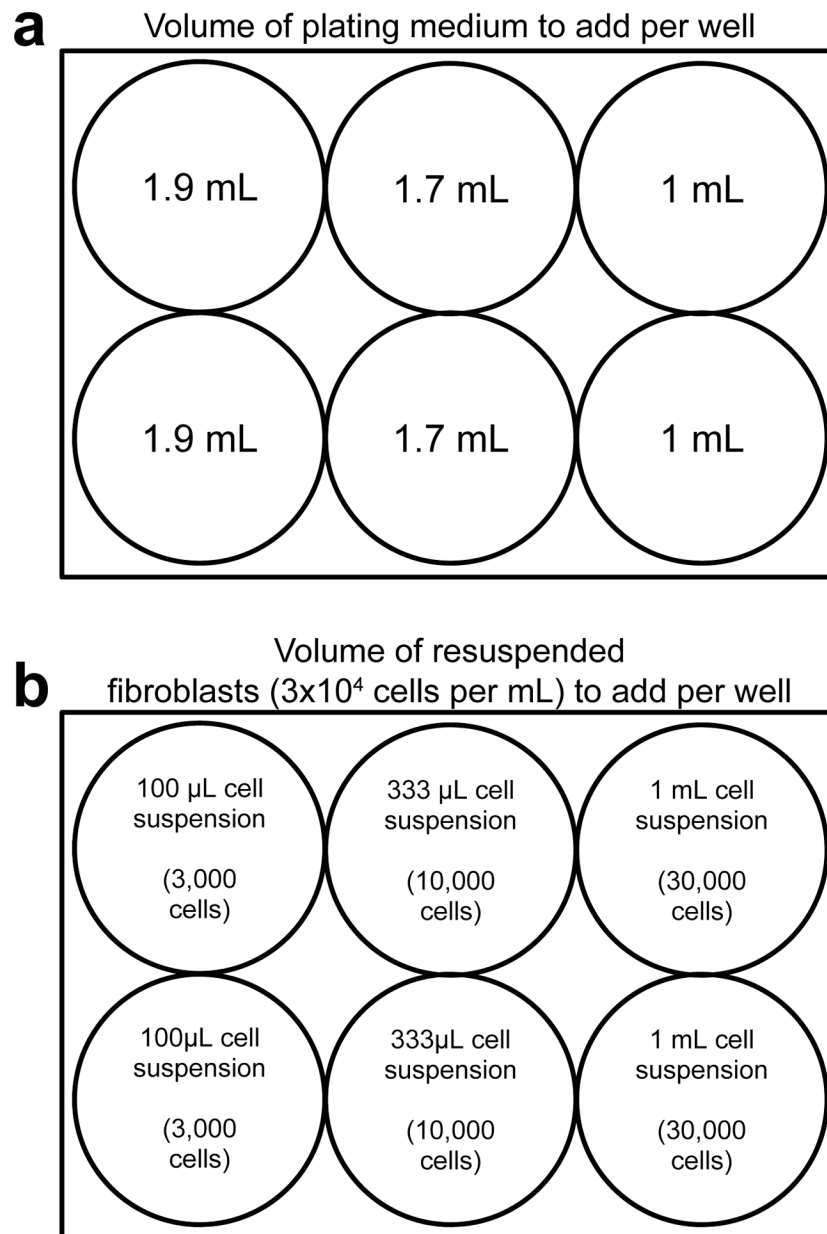 a
Volume of plating medium to add per well
1.9 mL
1.7 mL
1 mL
1.9 mL
1.7 mL
1 mL
b
Volume of resuspended
fibroblasts (3x10⁴ cells per mL) to add per well
100 µL cell
suspension
(3,000
cells)
333 µL cell
suspension
(10,000
cells)
1 mL cell
suspension
(30,000
cells)
100µL cell
suspension
(3,000
cells)
333µL cell
suspension
(10,000
cells)
1 mL cell
suspension
(30,000
cells)